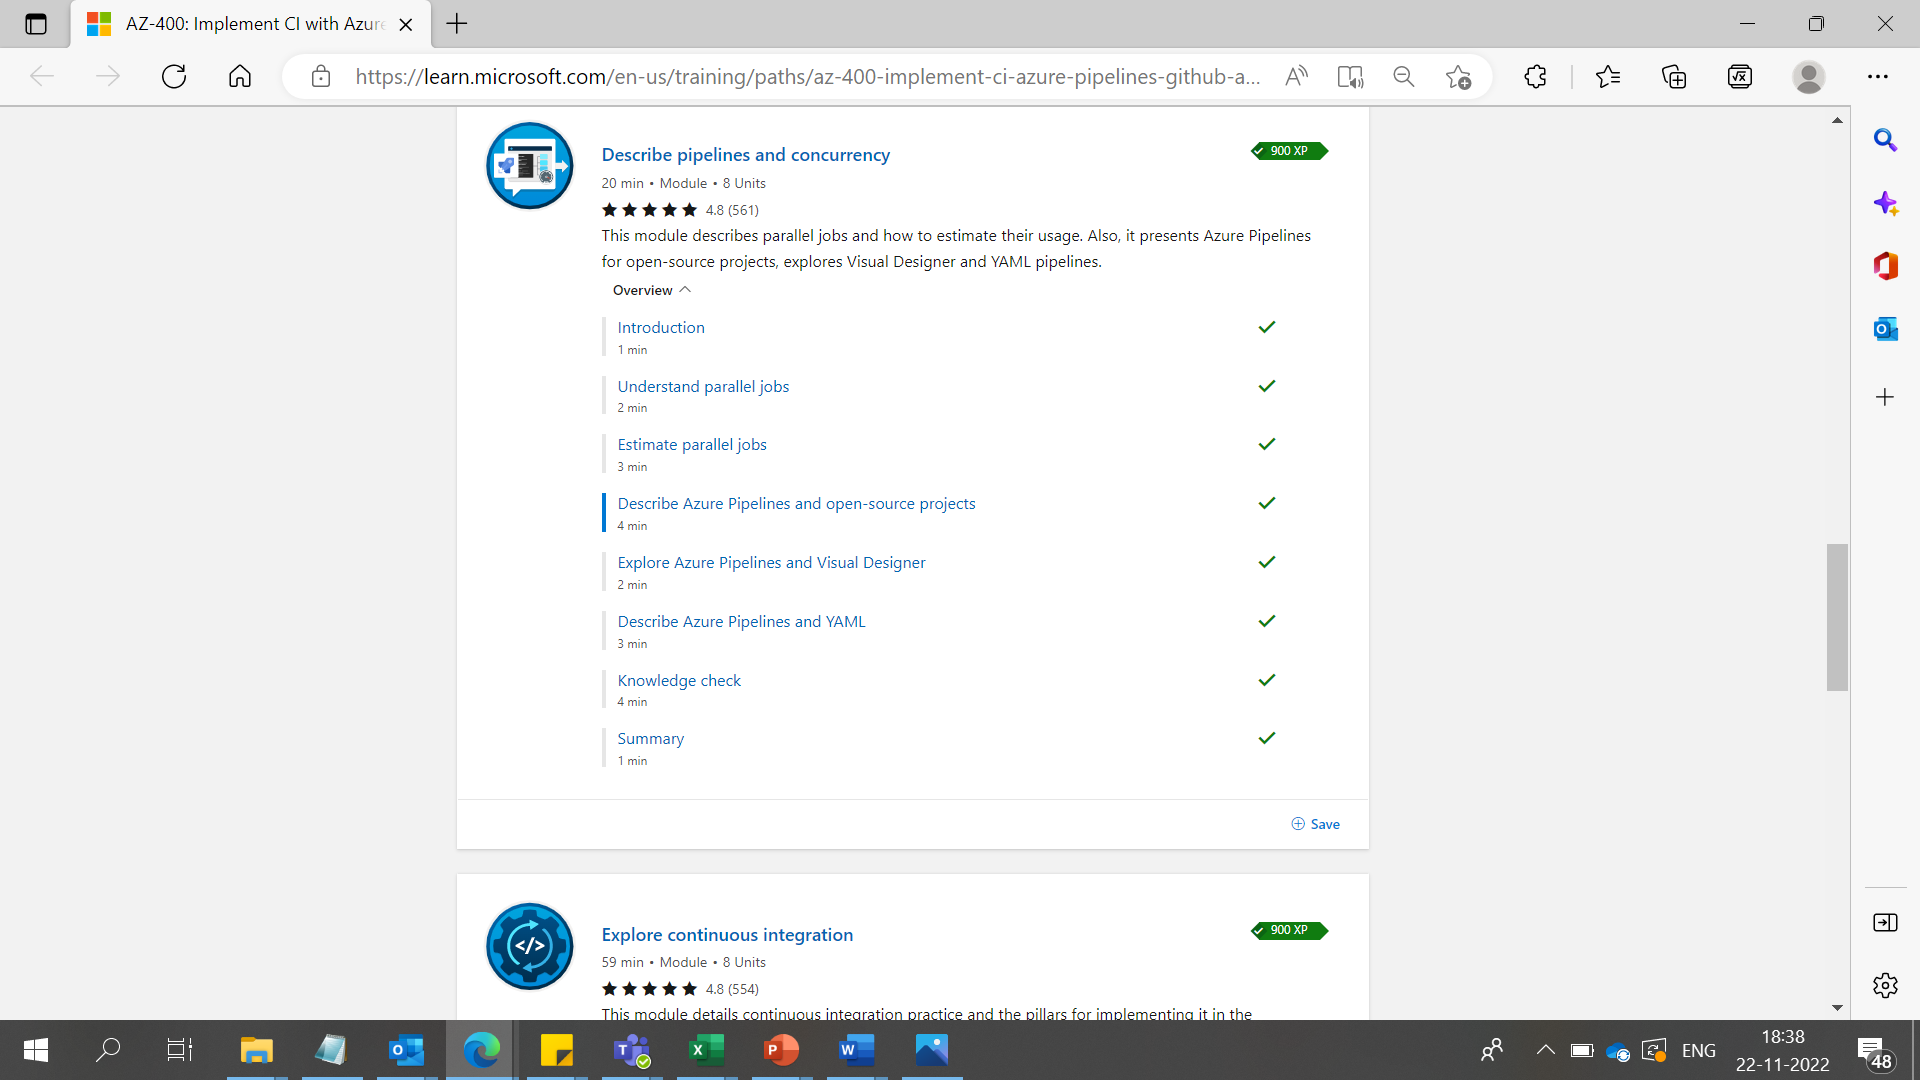 AZ-400: Implement CI with Azure
https://learn.microsoft.com/en-us/training/paths/az-400-implement-ci-azure-pipelines-github-a...
Describe pipelines and concurrency
900 XP
20 min • Module • 8 Units
4.8 (561)
This module describes parallel jobs and how to estimate their usage. Also, it presents Azure Pipelines
for open-source projects, explores Visual Designer and YAML pipelines.
Overview
Introduction
1 min
Understand parallel jobs
2 min
Estimate parallel jobs
3 min
Describe Azure Pipelines and open-source projects
4 min
Explore Azure Pipelines and Visual Designer
2 min
Describe Azure Pipelines and YAML
3 min
Knowledge check
4 min
Summary
1 min
Save
Explore continuous integration
900 XP
59 min • Module • 8 Units
4.8 (554)
This module details continuous integration practice and the pillars for implementing it in the
ENG
18:38
22-11-2022
48